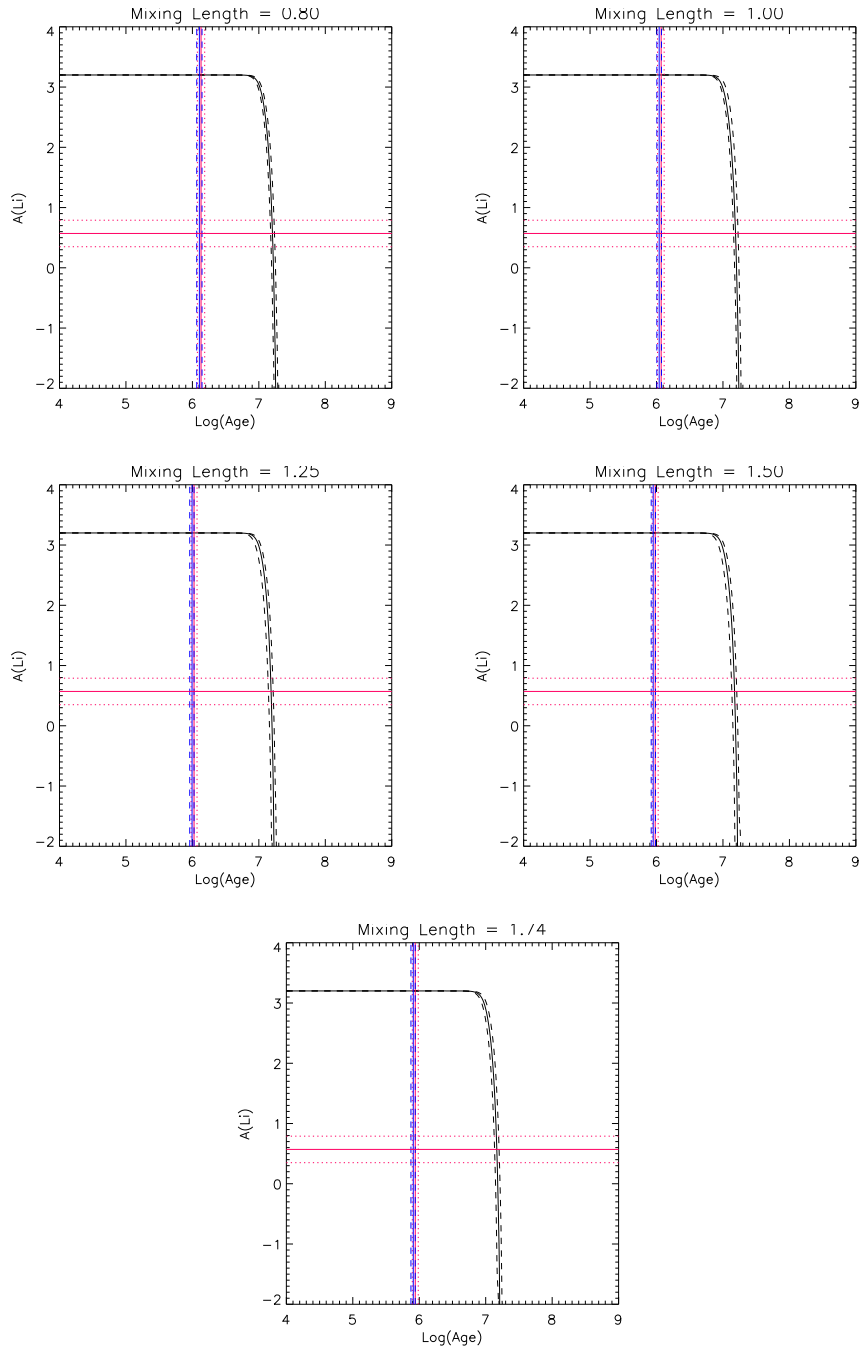 Mixing Length = 0.80
4
3
2
1
0
−1
−2
A(Li)
4 5 6 7 8 9
Log(Age)
Mixing Length = 1.00
4
3
2
1
0
−1
−2
A(Li)
4 5 6 7 8 9
Log(Age)
Mixing Length = 1.25
4
3
2
1
0
−1
−2
A(Li)
4 5 6 7 8 9
Log(Age)
Mixing Length = 1.50
4
3
2
1
0
−1
−2
A(Li)
4 5 6 7 8 9
Log(Age)
Mixing Length = 1.74
4
3
2
1
0
−1
−2
A(Li)
4 5 6 7 8 9
Log(Age)